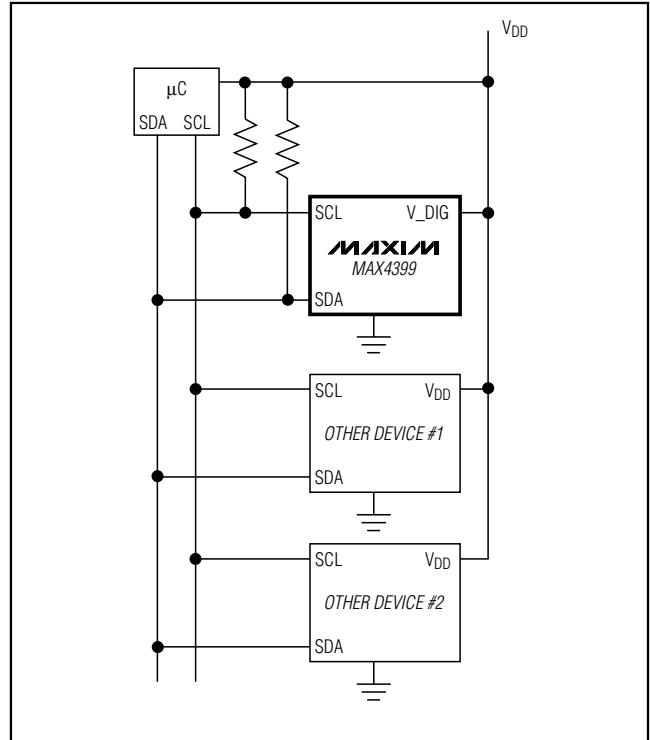 VDD
μC
SDA SCL
SCL V_DIG
MAXIM
MAX4399
SDA
SCL VDD
OTHER DEVICE #1
SDA
SCL VDD
OTHER DEVICE #2
SDA